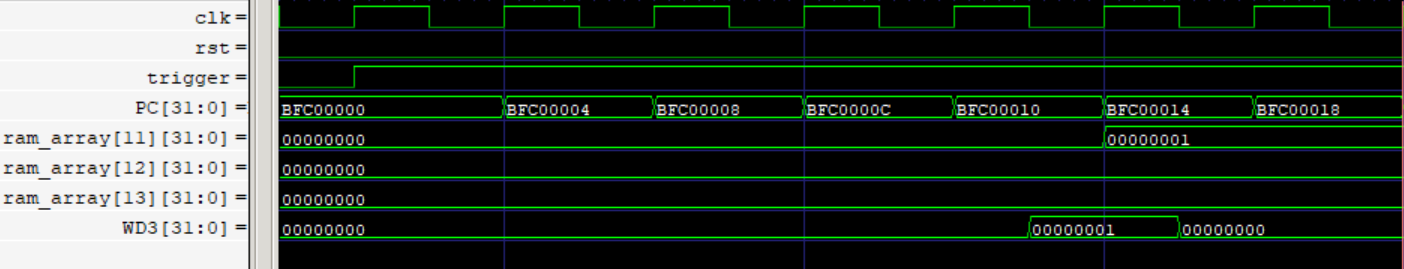 clk=
rst=
trigger=
PC[31:0]= BFC00000 BFC00004 BFC00008 BFC0000C BFC00010 BFC00014 BFC00018
ram_array[11][31:0]= 00000000 00000001
ram_array[12][31:0]= 00000000
ram_array[13][31:0]= 00000000
WD3[31:0]= 00000000 00000001 00000000